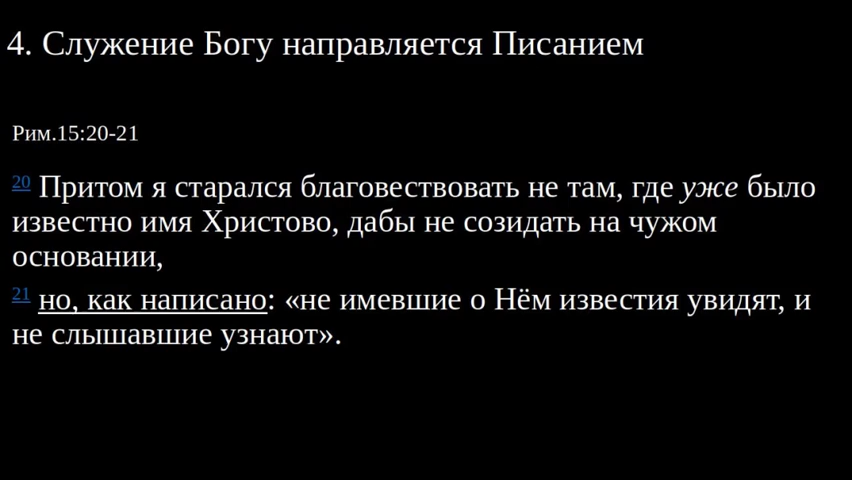 4. Служение Богу направляется Писанием
Рим.15:20-21
20 Притом я старался благовествовать не там, где уже было
известно имя Христово, дабы не созидать на чужом
основании,
21 но, как написано: «не имевшие о Нём известия увидят, и
не слышавшие узнают».